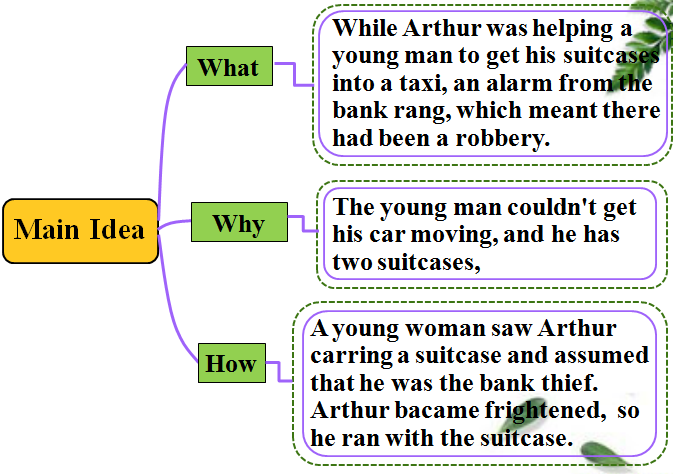 What
While Arthur was helping a
young man to get his suitcases
into a taxi, an alarm from the
bank rang, which meant there
had been a robbery.
Main Idea
Why
The young man couldn't get
his car moving, and he has
two suitcases,
How
A young woman saw Arthur
carring a suitcase and assumed
that he was the bank thief.
Arthur bacame frightened, so
he ran with the suitcase.